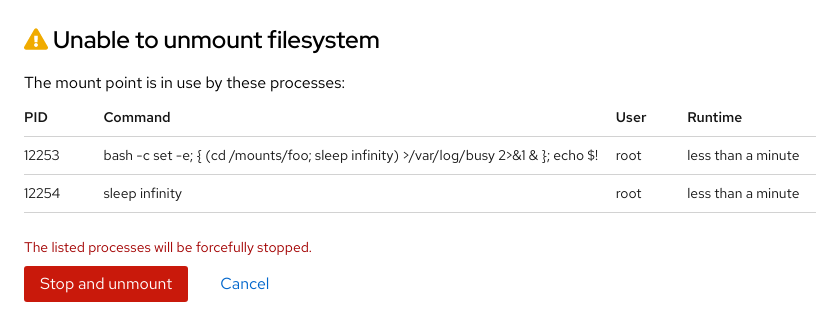 Unable to unmount filesystem
The mount point is in use by these processes:
PID Command User Runtime
12253 bash -c set -e; { (cd /mounts/foo; sleep infinity) >/var/log/busy 2>&1 & }; echo $! root less than a minute
12254 sleep infinity root less than a minute
The listed processes will be forcefully stopped.
Stop and unmount Cancel